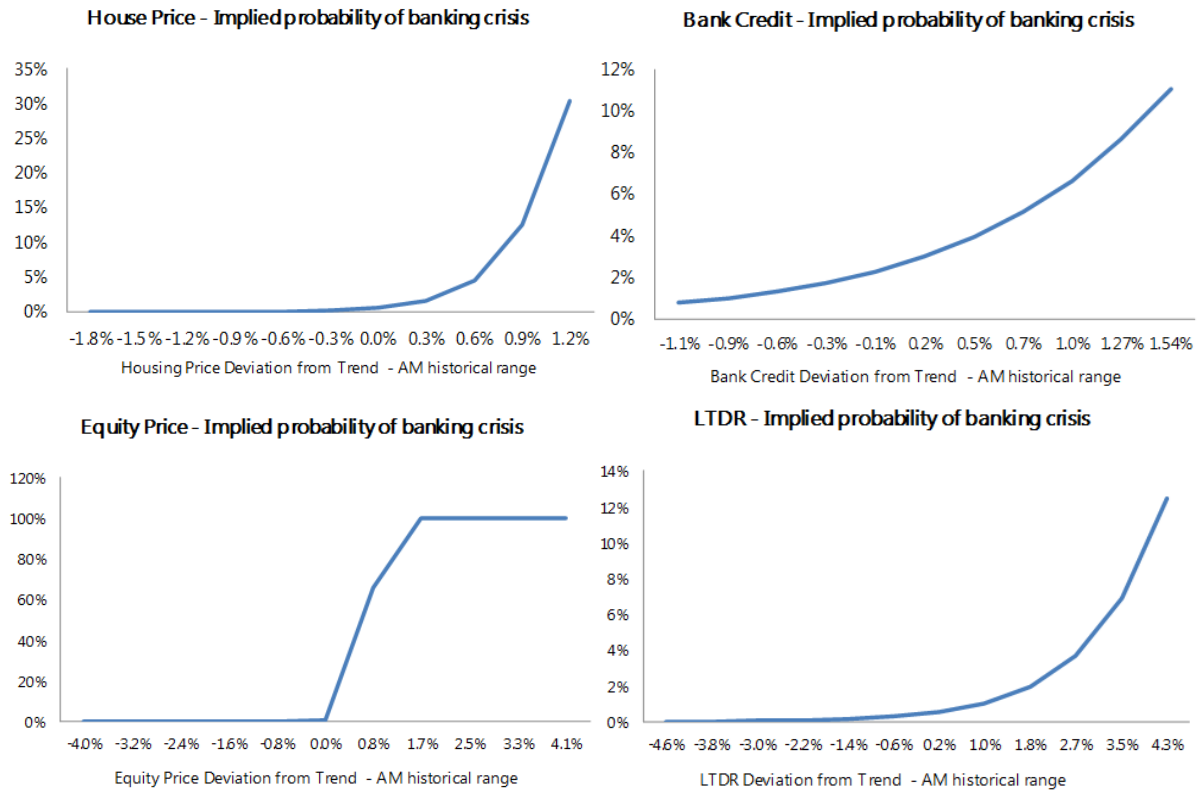 House Price - Implied probability of banking crisis
35%
30%
25%
20%
15%
10%
5%
0%
-1.8% -1.5% -1.2% -0.9% -0.6% -0.3% 0.0% 0.3% 0.6% 0.9% 1.2%
Housing Price Deviation from Trend - AM historical range
Bank Credit - Implied probability of banking crisis
12%
10%
8%
6%
4%
2%
0%
-1.1% -0.9% -0.6% -0.3% -0.1% 0.2% 0.5% 0.7% 1.0% 1.27% 1.54%
Bank Credit Deviation from Trend - AM historical range
Equity Price - Implied probability of banking crisis
120%
100%
80%
60%
40%
20%
0%
-4.0% -3.2% -2.4% -1.6% -0.8% 0.0% 0.8% 1.7% 2.5% 3.3% 4.1%
Equity Price Deviation from Trend - AM historical range
LTDR - Implied probability of banking crisis
14%
12%
10%
8%
6%
4%
2%
0%
-4.6% -3.8% -3.0% -2.2% -1.4% -0.6% 0.2% 1.0% 1.8% 2.7% 3.5% 4.3%
LTDR Deviation from Trend - AM historical range